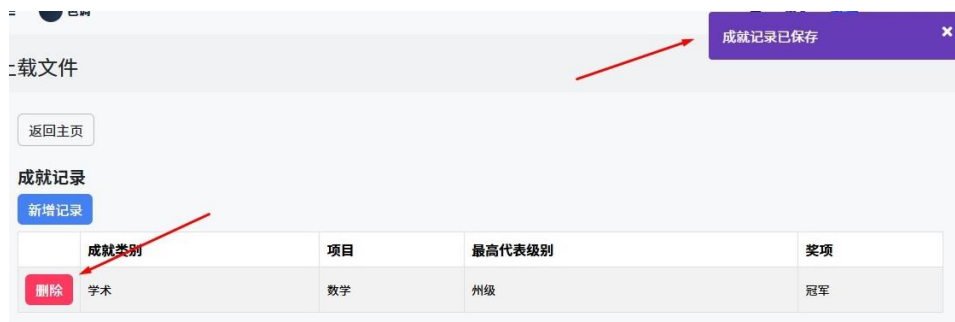 成就记录已保存 ×
上载文件
返回主页
成就记录
新增记录
成就类别 项目 最高代表级别 奖项
删除 学术 数学 州级 冠军